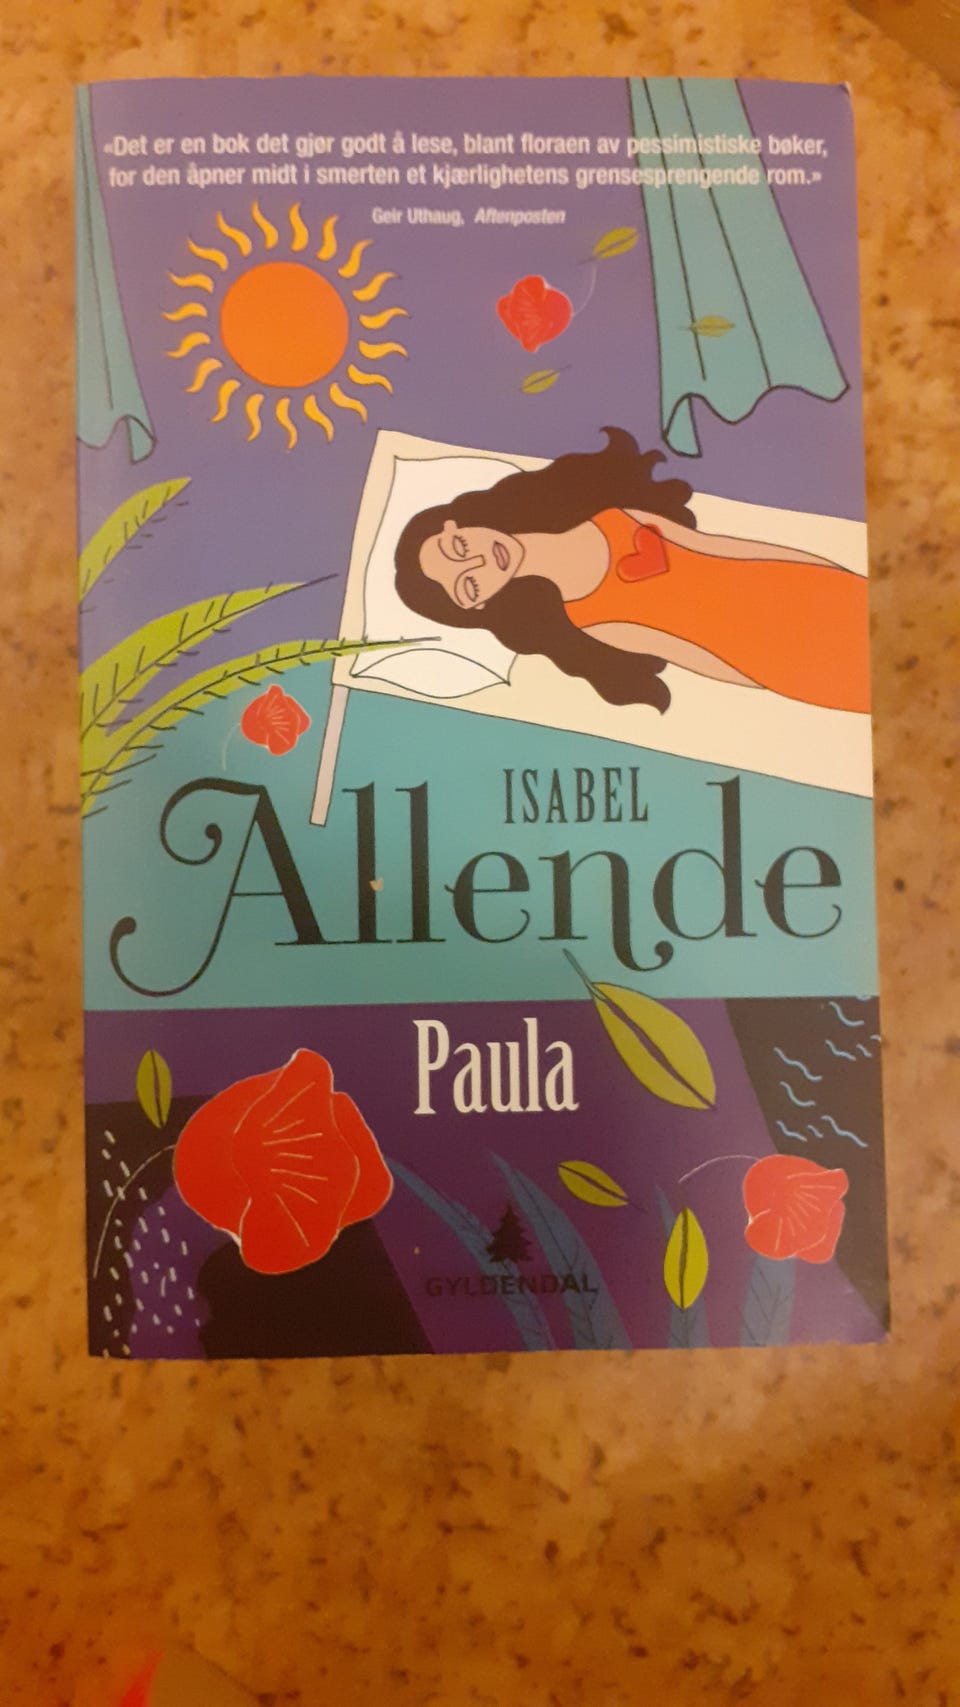 «Det er en bok det gjør godt å lese, blant floraen av pessimistiske bøker,
for den åpner midt i smerten et kjærlighetens grensesprengende rom.»
Geir Uthaug, Aftenposten
ISABEL
Allende
Paula
GYLDENDAL